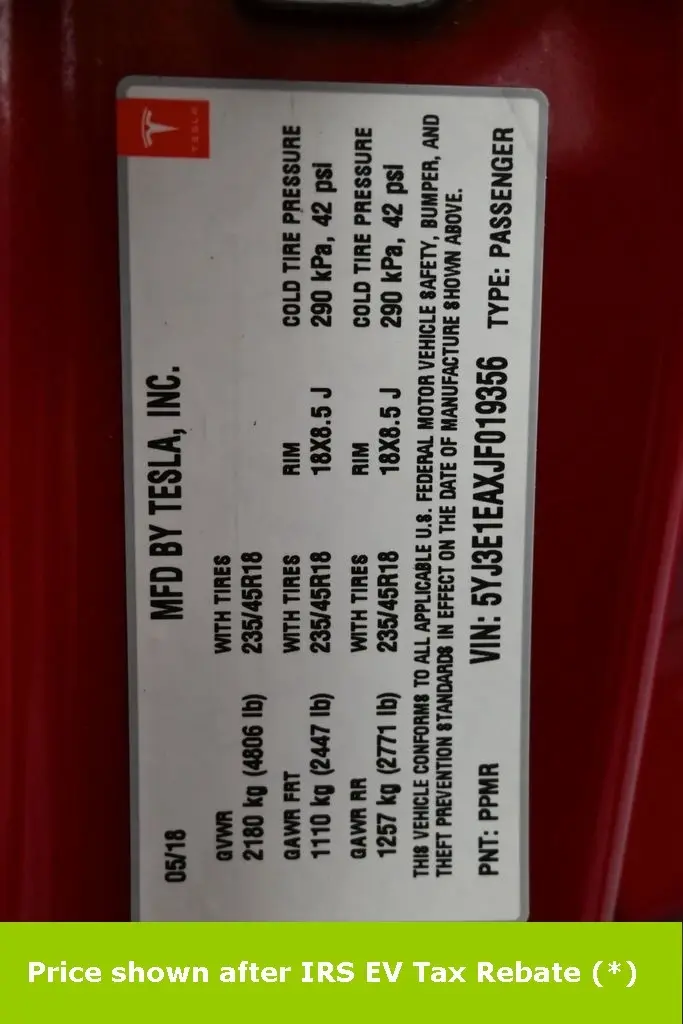 TESLA
05/18 MFD BY TESLA, INC.
GVWR WITH TIRES
2180 kg (4806 lb) 235/45R18
GAWR FRT WITH TIRES RIM COLD TIRE PRESSURE
1110 kg (2447 lb) 235/45R18 18X8.5 J 290 kPa, 42 psi
GAWR RR WITH TIRES RIM COLD TIRE PRESSURE
1257 kg (2771 lb) 235/45R18 18X8.5 J 290 kPa, 42 psi
THIS VEHICLE CONFORMS TO ALL APPLICABLE U.S. FEDERAL MOTOR VEHICLE SAFETY, BUMPER, AND
THEFT PREVENTION STANDARDS IN EFFECT ON THE DATE OF MANUFACTURE SHOWN ABOVE.
PNT: PPMR VIN: 5YJ3E1EAXJF019356 TYPE: PASSENGER
Price shown after IRS EV Tax Rebate (*)